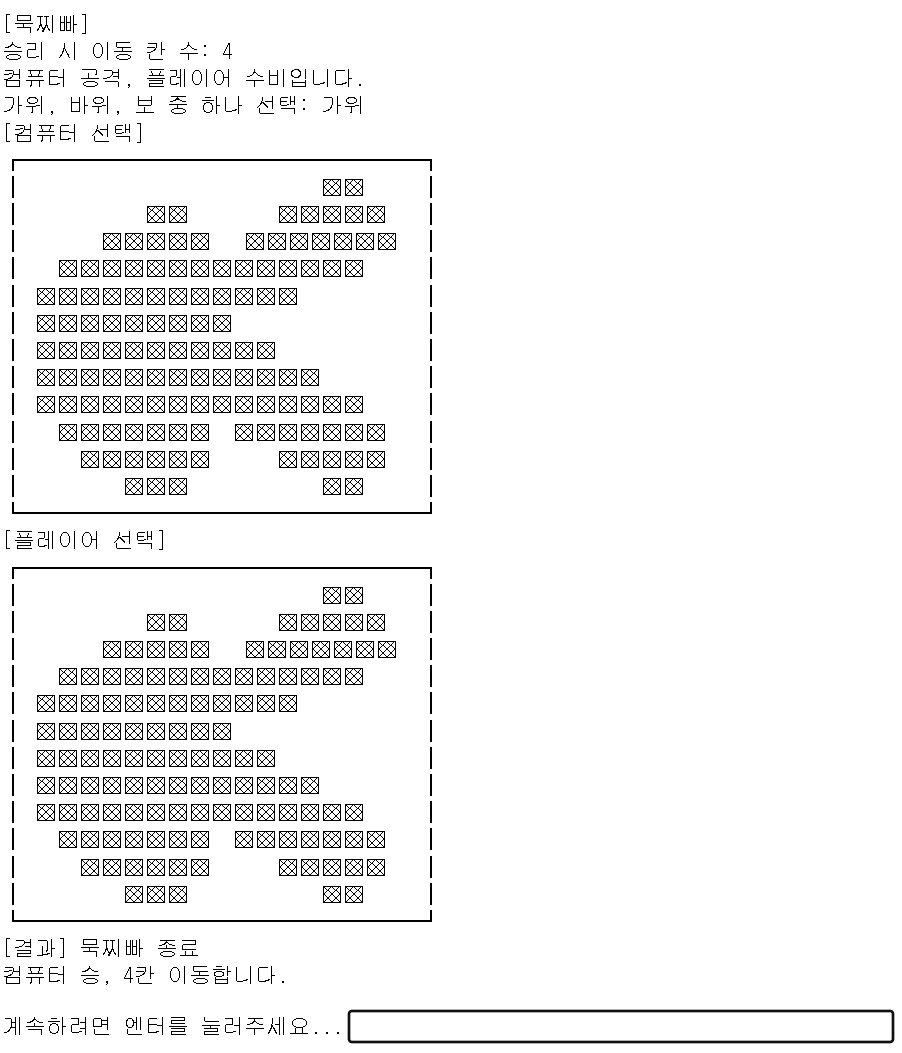 [묵찌빠]
승리 시 이동 칸 수: 4
컴퓨터 공격, 플레이어 수비입니다.
가위, 바위, 보 중 하나 선택: 가위
[컴퓨터 선택]
[플레이어 선택]
[결과] 묵찌빠 종료
컴퓨터 승, 4칸 이동합니다.
계속하려면 엔터를 눌러주세요...